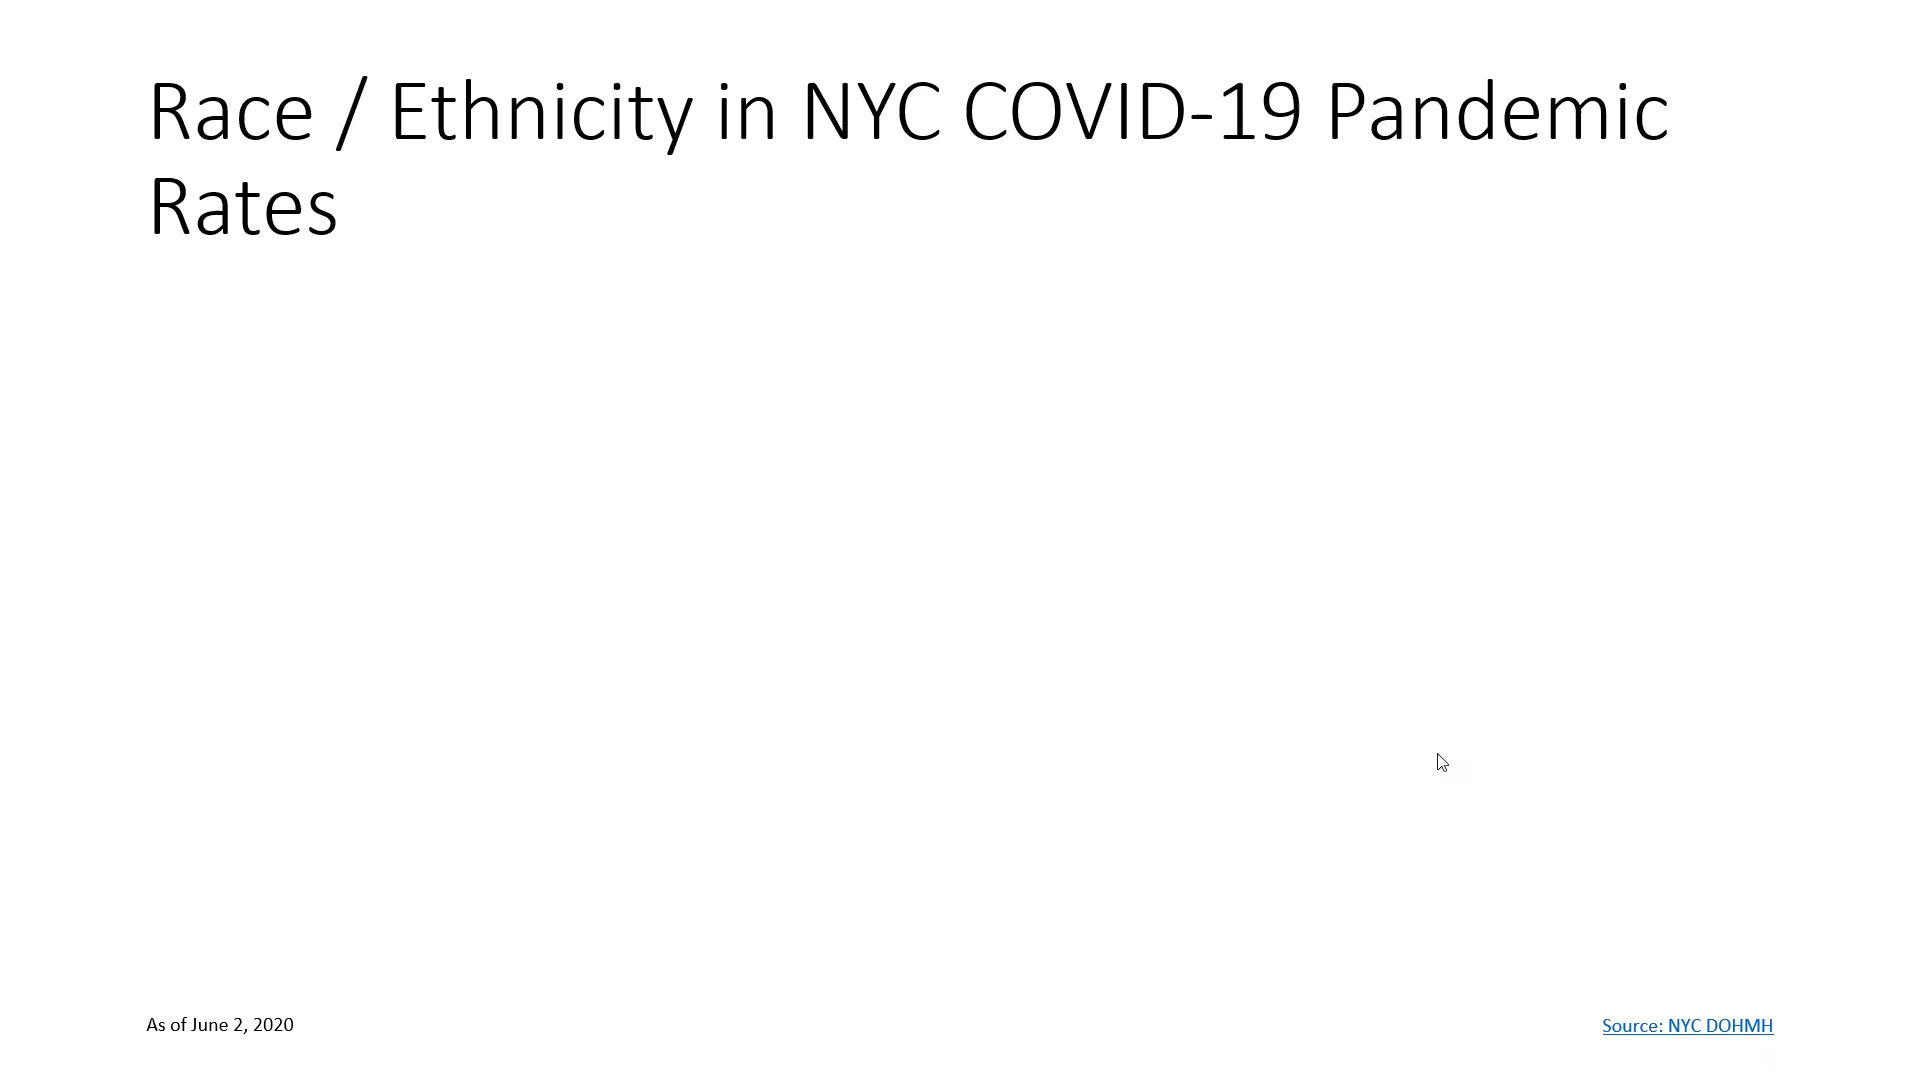 Race / Ethnicity in NYC COVID-19 Pandemic
Rates
As of June 2, 2020
Source: NYC DOHMH